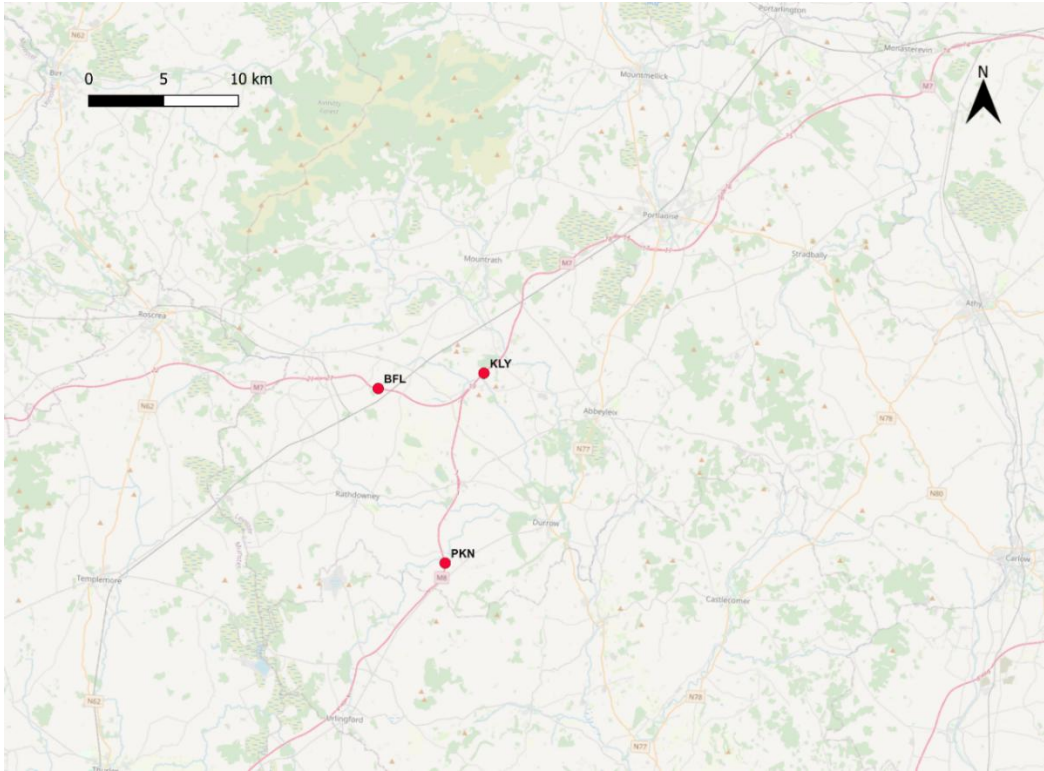 Portarlington
N62
Monasterevin
Birr
0 5 10 km
Mountmellick
N
M7
Portlaoise
Mountrath
M7
Stradbally
Roscrea
Athy
KLY
BFL
M7
N62
Abbeyleix
N78
N77
Rathdowney
N80
Durrow
PKN
M8
Carlow
Templemore
Castlecomer
N62
N78
Urlingford
N77